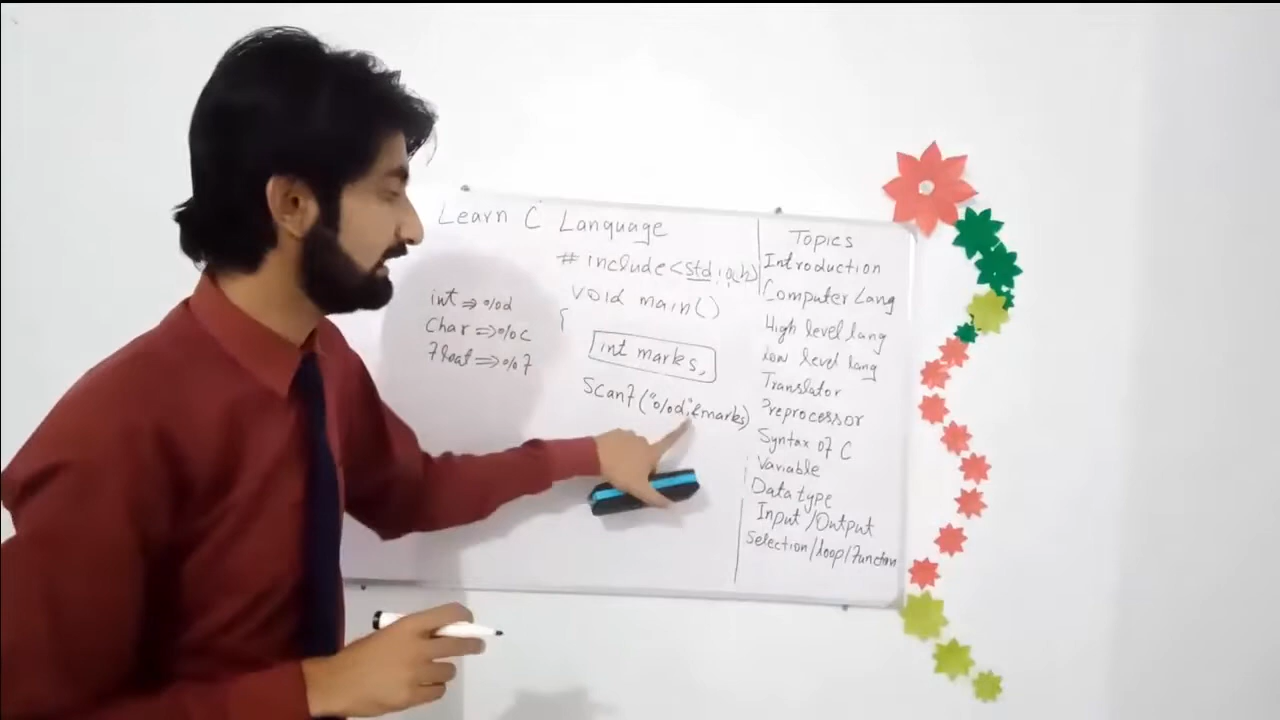 Learn C Language
# include<stdio.h>
void main()
{
int marks,
Scanf("%d",&marks)
int ⇒ %d
Char ⇒ %c
Float ⇒ %f
Topics
Introduction
Computer Lang
High level lang
Low level lang
Translator
Preprocessor
Syntax of C
Variable
Data type
Input/Output
Selection/loop/Function